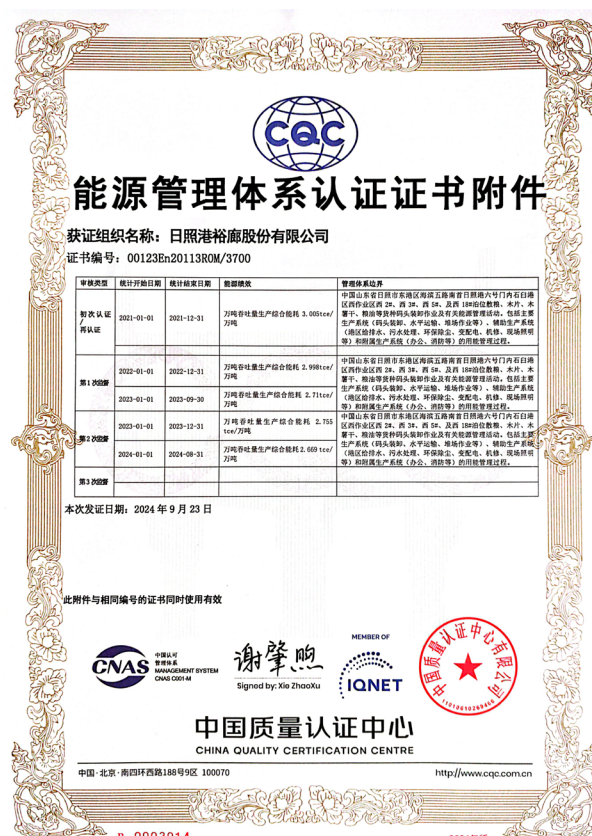 CQC
能源管理体系认证证书附件
获证组织名称：日照港裕廊股份有限公司
证书编号：00123En20113R0M/3700
审核类型 统计开始日期 统计结束日期 能源绩效 管理体系边界
初次认证
/
再认证
2021-01-01 2021-12-31
万吨吞吐量生产综合能耗 3.005tce/
万吨
中国山东省日照市东港区海滨五路南首日照港六号门内石臼港
区西作业区西 2#、西 3#、西 5#、及西 18#泊位散粮、木片、木
薯干、粮油等货种码头装卸作业及有关能源管理活动。包括主要
生产系统（码头装卸、水平运输、堆场作业等）、辅助生产系统
（港区给排水、污水处理、环保除尘、变配电、机修、现场照明
等）和附属生产系统（办公、消防等）的用能管理过程。
第 1 次监督
2022-01-01 2022-12-31
万吨吞吐量生产综合能耗 2.998tce/
万吨
2023-01-01 2023-09-30
万吨吞吐量生产综合能耗 2.71tce/
万吨
中国山东省日照市东港区海滨五路南首日照港六号门内石臼港
区西作业区西 2#、西 3#、西 5#、及西 18#泊位散粮、木片、木
薯干、粮油等货种码头装卸作业及有关能源管理活动。包括主要
生产系统（码头装卸、水平运输、堆场作业等）、辅助生产系统
（港区给排水、污水处理、环保除尘、变配电、机修、现场照明
等）和附属生产系统（办公、消防等）的用能管理过程。
第 2 次监督
2023-01-01 2023-12-31
万吨吞吐量生产综合能耗 2.755
tce/万吨
2024-01-01 2024-08-31
万吨吞吐量生产综合能耗 2.669 tce/
万吨
中国山东省日照市东港区海滨五路南首日照港六号门内石臼港
区西作业区西 2#、西 3#、西 5#、及西 18#泊位散粮、木片、木
薯干、粮油等货种码头装卸作业及有关能源管理活动。包括主要
生产系统（码头装卸、水平运输、堆场作业等）、辅助生产系统
（港区给排水、污水处理、环保除尘、变配电、机修、现场照明
等）和附属生产系统（办公、消防等）的用能管理过程。
第 3 次监督
本次发证日期：2024 年 9 月 23 日
此附件与相同编号的证书同时使用有效
CNAS
中国认可
管理体系
MANAGEMENT SYSTEM
CNAS C001-M
谢肇煦
Signed by: Xie ZhaoXu
MEMBER OF
IQNET
中国质量认证中心有限公司
11010610269466
中国质量认证中心
CHINA QUALITY CERTIFICATION CENTRE
中国·北京·南四环西路188号9区 100070
http://www.cqc.com.cn